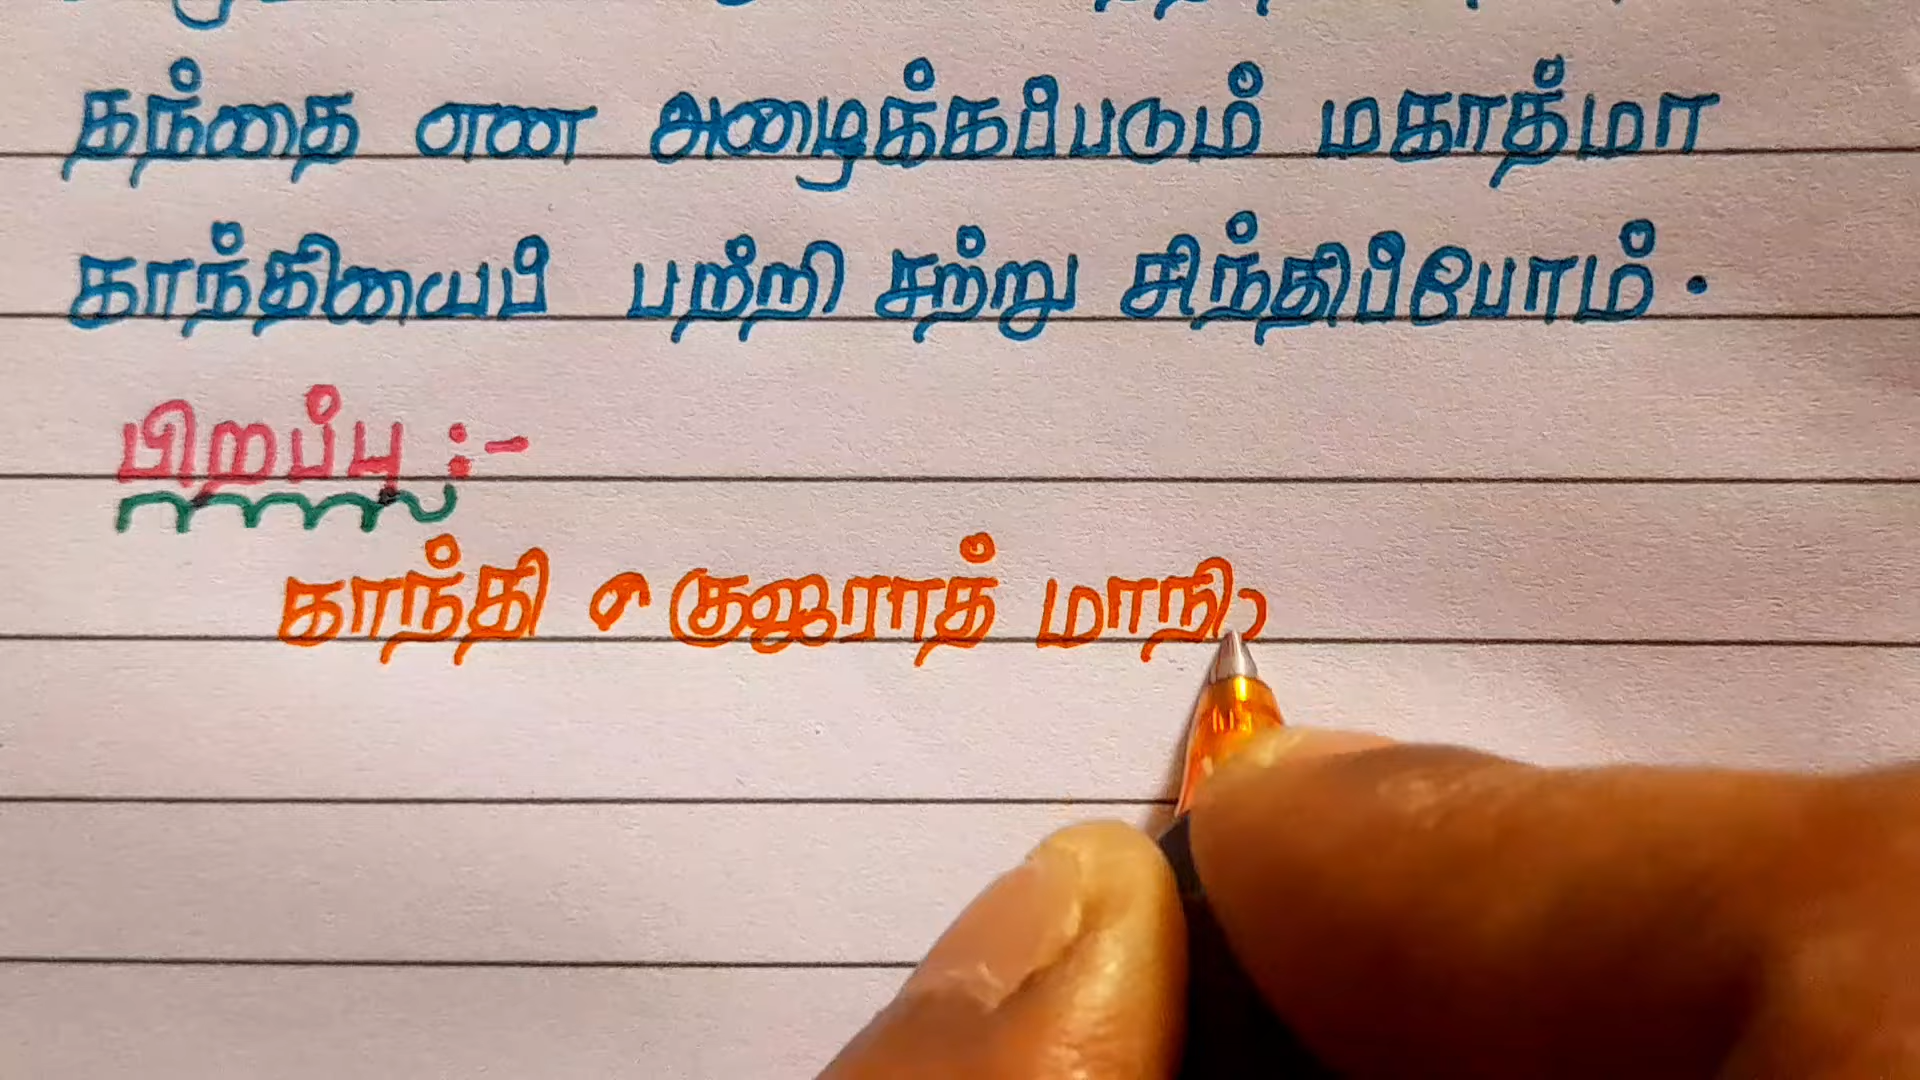 தந்தை என அழைக்கப்படும் மகாத்மா
காந்தியைப் பற்றி சற்று சிந்திப்போம்.
பிறப்பு :-
காந்தி குஜராத் மாநி